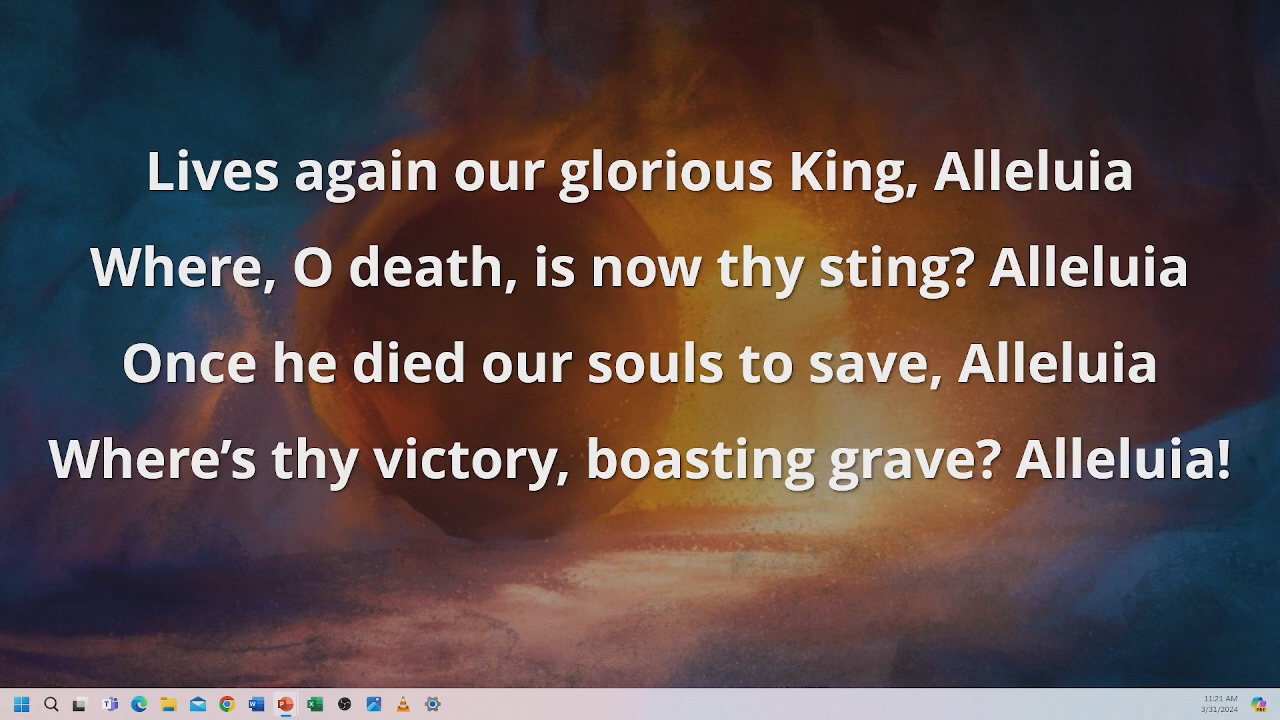 Lives again our glorious King, Alleluia
Where, O death, is now thy sting? Alleluia
Once he died our souls to save, Alleluia
Where’s thy victory, boasting grave? Alleluia!
11:21 AM
3/31/2024